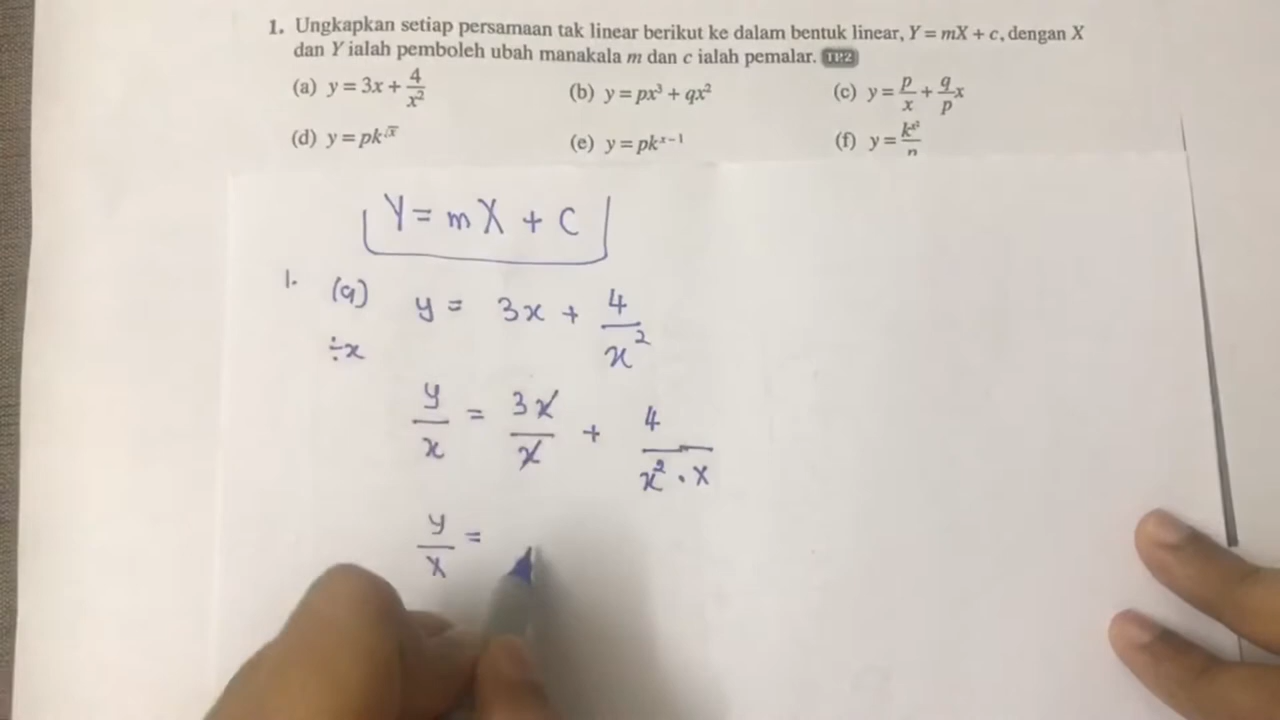 1. Ungkapkan setiap persamaan tak linear berikut ke dalam bentuk linear, Y = mX + c, dengan X
dan Y ialah pemboleh ubah manakala m dan c ialah pemalar. TP2
(a) y = 3x + 4/x² (b) y = px³ + qx² (c) y = p/x + q/p x
(d) y = pk^√x (e) y = pk^(x−1) (f) y = k^(x²)/n
Y = mX + C
1. (a) y = 3x + 4/x²
÷x
y/x = 3x/x + 4/(x² · x)
y/x =